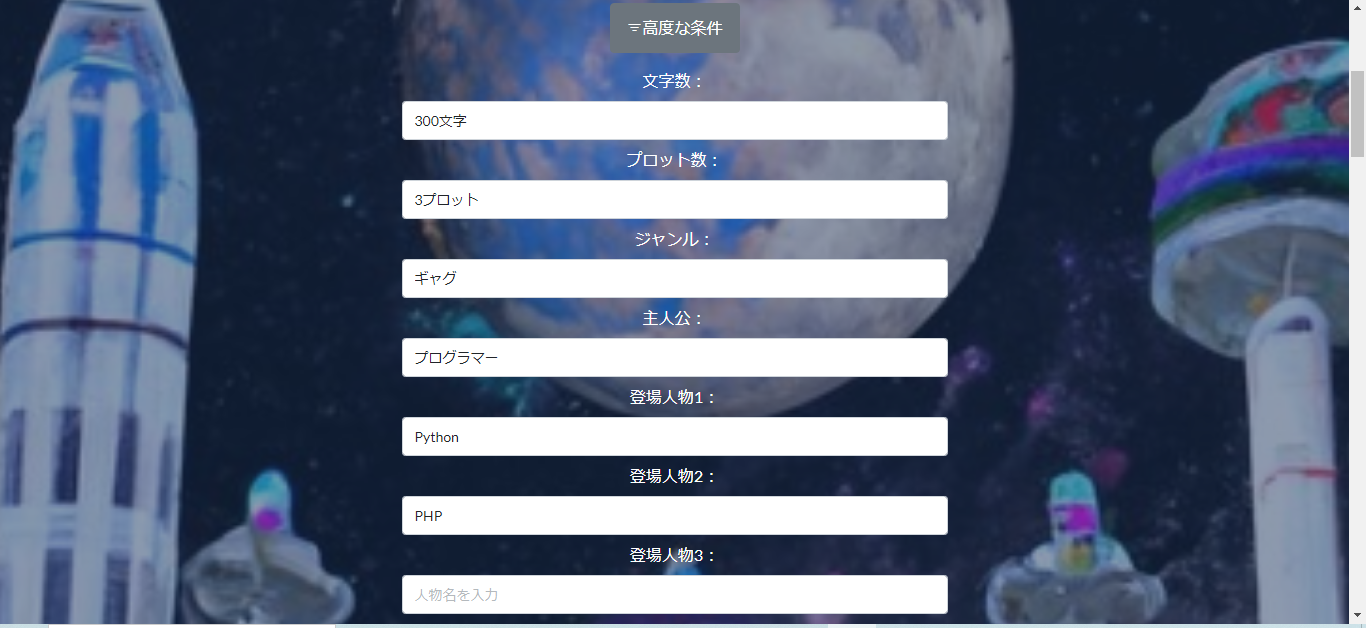 高度な条件
文字数：
300文字
プロット数：
3プロット
ジャンル：
ギャグ
主人公：
プログラマー
登場人物1：
Python
登場人物2：
PHP
登場人物3：
人物名を入力